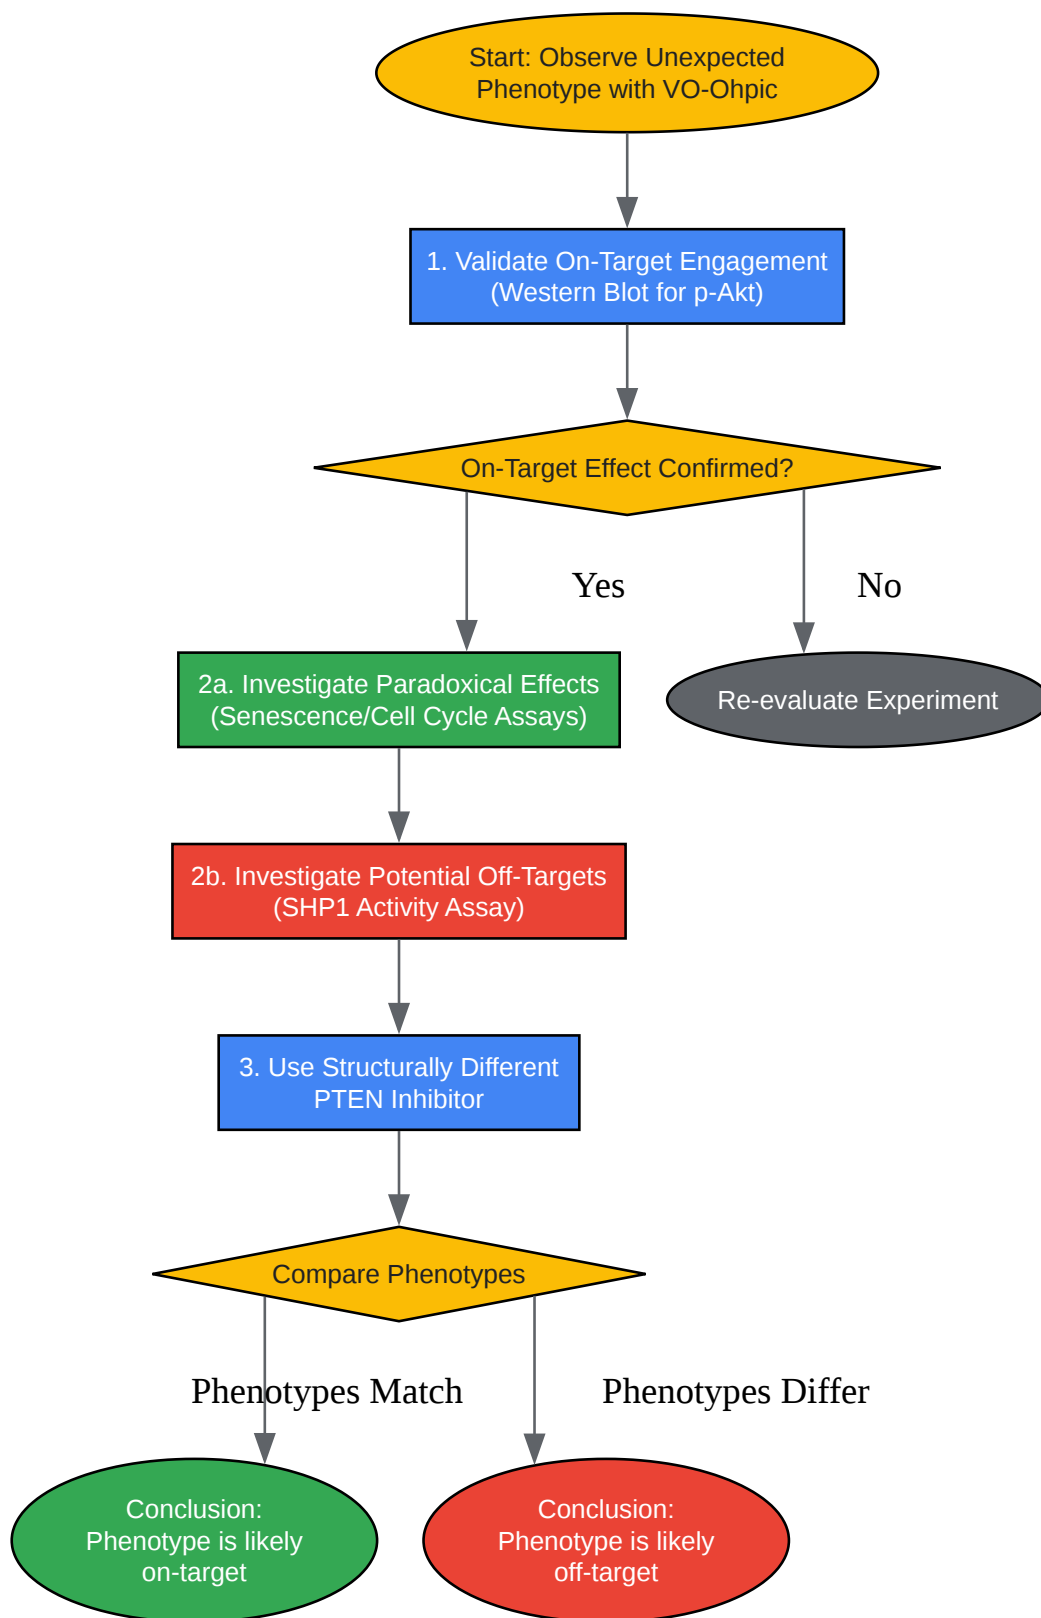 Start: Observe Unexpected
Phenotype with VO-Ohpic
1. Validate On-Target Engagement
(Western Blot for p-Akt)
On-Target Effect Confirmed?
Yes
No
2a. Investigate Paradoxical Effects
(Senescence/Cell Cycle Assays)
Re-evaluate Experiment
2b. Investigate Potential Off-Targets
(SHP1 Activity Assay)
3. Use Structurally Different
PTEN Inhibitor
Compare Phenotypes
Phenotypes Match
Phenotypes Differ
Conclusion:
Phenotype is likely
on-target
Conclusion:
Phenotype is likely
off-target